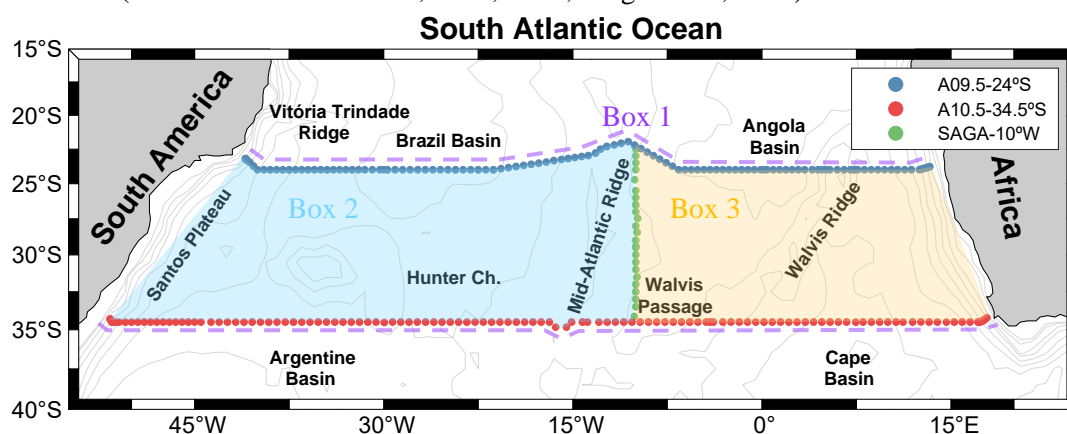 South Atlantic Ocean
15°S
20°S
25°S
30°S
35°S
40°S
45°W
30°W
15°W
0°
15°E
South America
Africa
Vitória Trindade
Ridge
Brazil Basin
Box 1
Angola
Basin
A09.5-24ºS
A10.5-34.5ºS
SAGA-10ºW
Santos Plateau
Box 2
Hunter Ch.
Mid-Atlantic Ridge
Box 3
Walvis Ridge
Walvis
Passage
Argentine
Basin
Cape
Basin